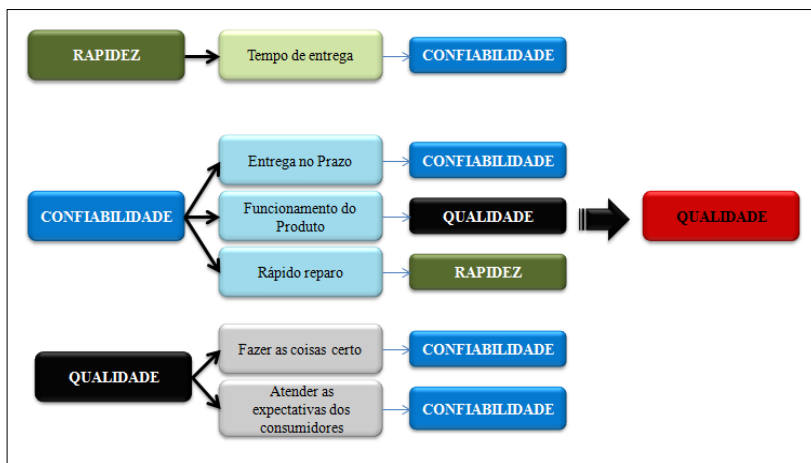 RAPIDEZ
Tempo de entrega
CONFIABILIDADE
Entrega no Prazo
CONFIABILIDADE
CONFIABILIDADE
Funcionamento do
Produto
QUALIDADE
QUALIDADE
Rápido reparo
RAPIDEZ
QUALIDADE
Fazer as coisas certo
CONFIABILIDADE
Atender as
expectativas dos
consumidores
CONFIABILIDADE